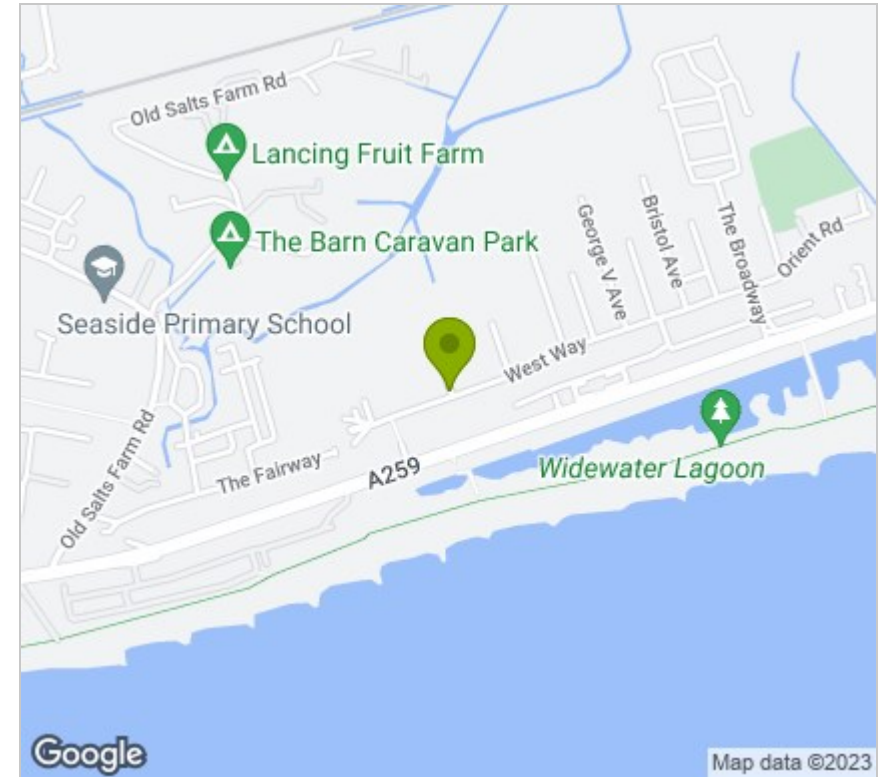 Old Salts Farm Rd
Lancing Fruit Farm
The Barn Caravan Park
George V Ave
Bristol Ave
The Broadway
Orient Rd
Seaside Primary School
West Way
Old Salts Farm Rd
The Fairway
A259
Widewater Lagoon
Google
Map data ©2023